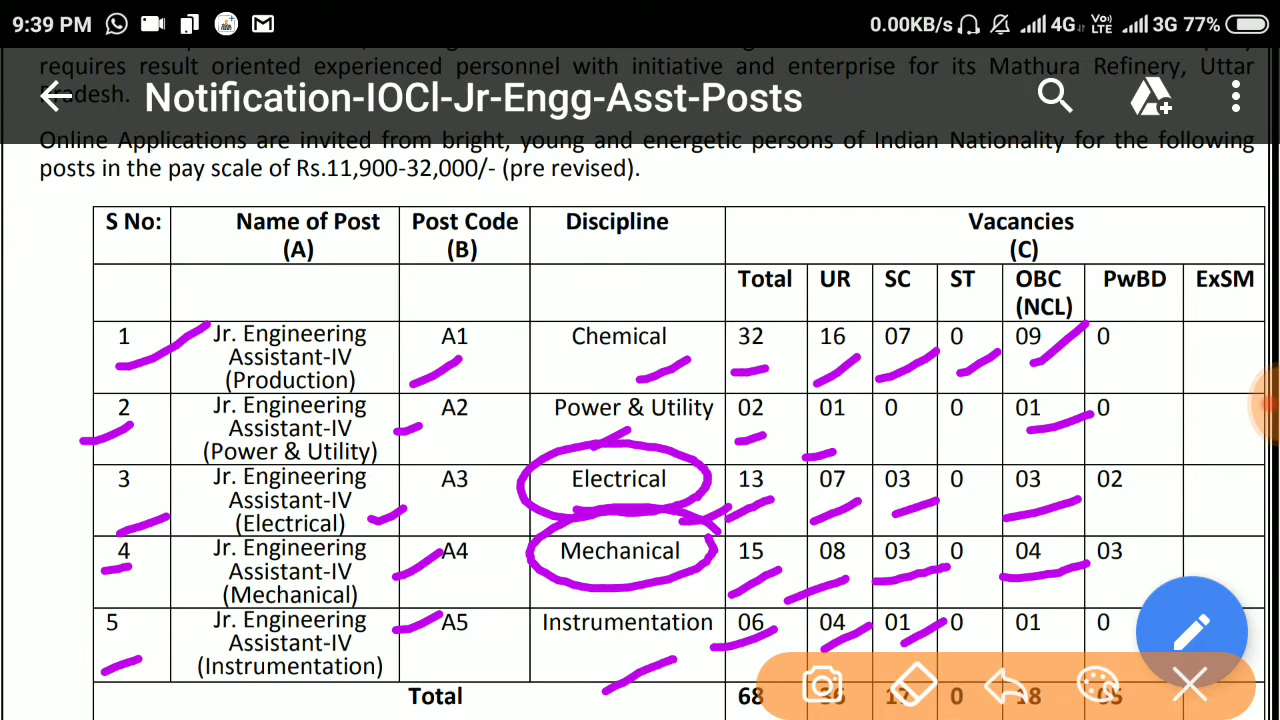 9:39 PM 0.00KB/s 4G VoLTE 3G 77%
requires result oriented experienced personnel with initiative and enterprise for its Mathura Refinery, Uttar
Pradesh.
Notification-IOCl-Jr-Engg-Asst-Posts
Online Applications are invited from bright, young and energetic persons of Indian Nationality for the following
posts in the pay scale of Rs.11,900-32,000/- (pre revised).
S No: Name of Post Post Code Discipline Vacancies
(A) (B) (C)
Total UR SC ST OBC PwBD ExSM
(NCL)
1 Jr. Engineering A1 Chemical 32 16 07 0 09 0
Assistant-IV
(Production)
2 Jr. Engineering A2 Power & Utility 02 01 0 0 01 0
Assistant-IV
(Power & Utility)
3 Jr. Engineering A3 Electrical 13 07 03 0 03 02
Assistant-IV
(Electrical)
4 Jr. Engineering A4 Mechanical 15 08 03 0 04 03
Assistant-IV
(Mechanical)
5 Jr. Engineering A5 Instrumentation 06 04 01 0 01 0
Assistant-IV
(Instrumentation)
Total 68 36 0 18 05